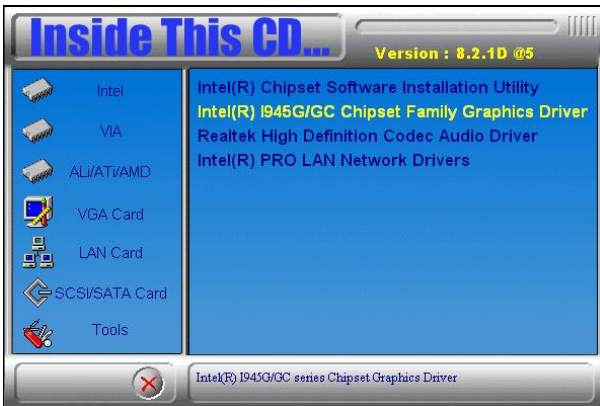 Inside This CD...
Version : 8.2.1D @5
Intel
VIA
ALi/ATi/AMD
VGA Card
LAN Card
SCSI/SATA Card
Tools
Intel(R) Chipset Software Installation Utility
Intel(R) I945G/GC Chipset Family Graphics Driver
Realtek High Definition Codec Audio Driver
Intel(R) PRO LAN Network Drivers
Intel(R) I945G/GC series Chipset Graphics Driver